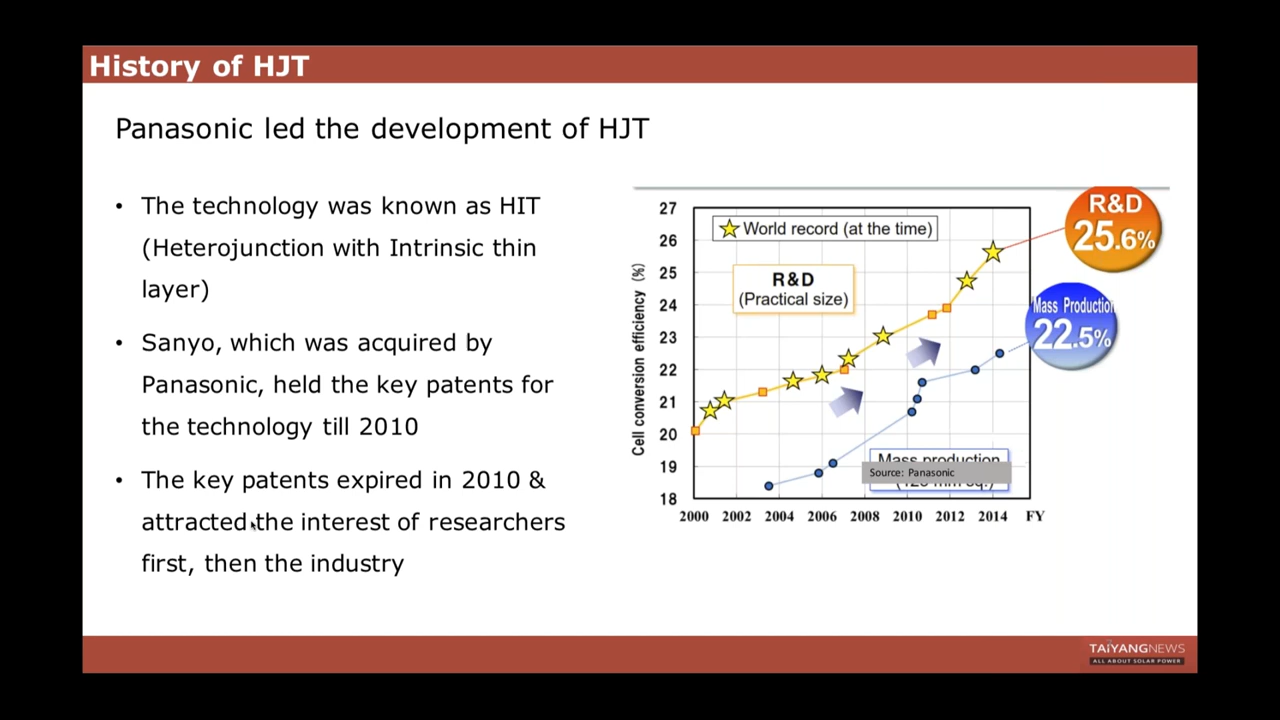 History of HJT
Panasonic led the development of HJT
• The technology was known as HIT
(Heterojunction with Intrinsic thin
layer)
• Sanyo, which was acquired by
Panasonic, held the key patents for
the technology till 2010
• The key patents expired in 2010 &
attracted the interest of researchers
first, then the industry
Cell conversion efficiency (%)
27
26
25
24
23
22
21
20
19
18
World record (at the time)
R&D
(Practical size)
R&D
25.6%
Mass Production
22.5%
Mass production
Source: Panasonic
2000 2002 2004 2006 2008 2010 2012 2014 FY
TAIYANGNEWS
ALL ABOUT SOLAR POWER